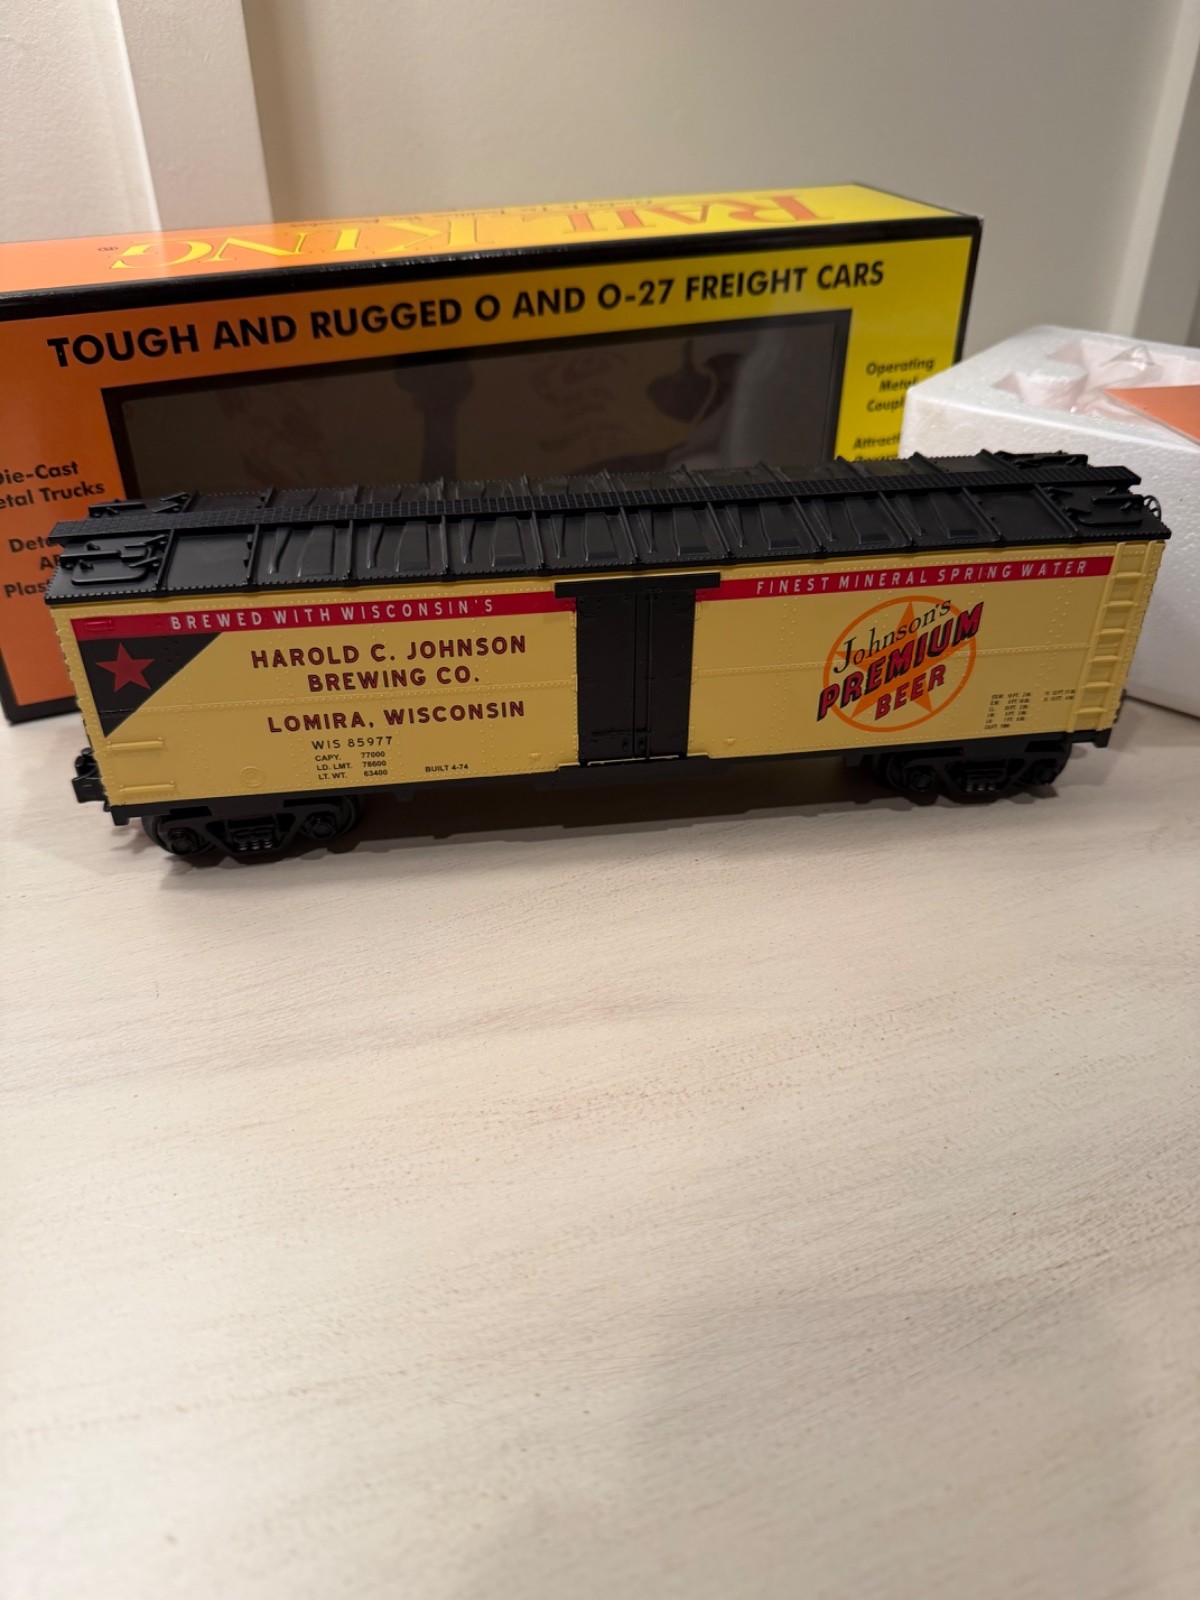 RAIL KING®
TOUGH AND RUGGED O AND O-27 FREIGHT CARS
Operating
Metal
Die-Cast
Metal Trucks
BREWED WITH WISCONSIN'S
FINEST MINERAL SPRING WATER
HAROLD C. JOHNSON
BREWING CO.
LOMIRA, WISCONSIN
WIS 85977
CAPY. 77000
LD. LMT. 78600
LT. WT. 63400
BUILT 4-74
Johnson's
PREMIUM
BEER